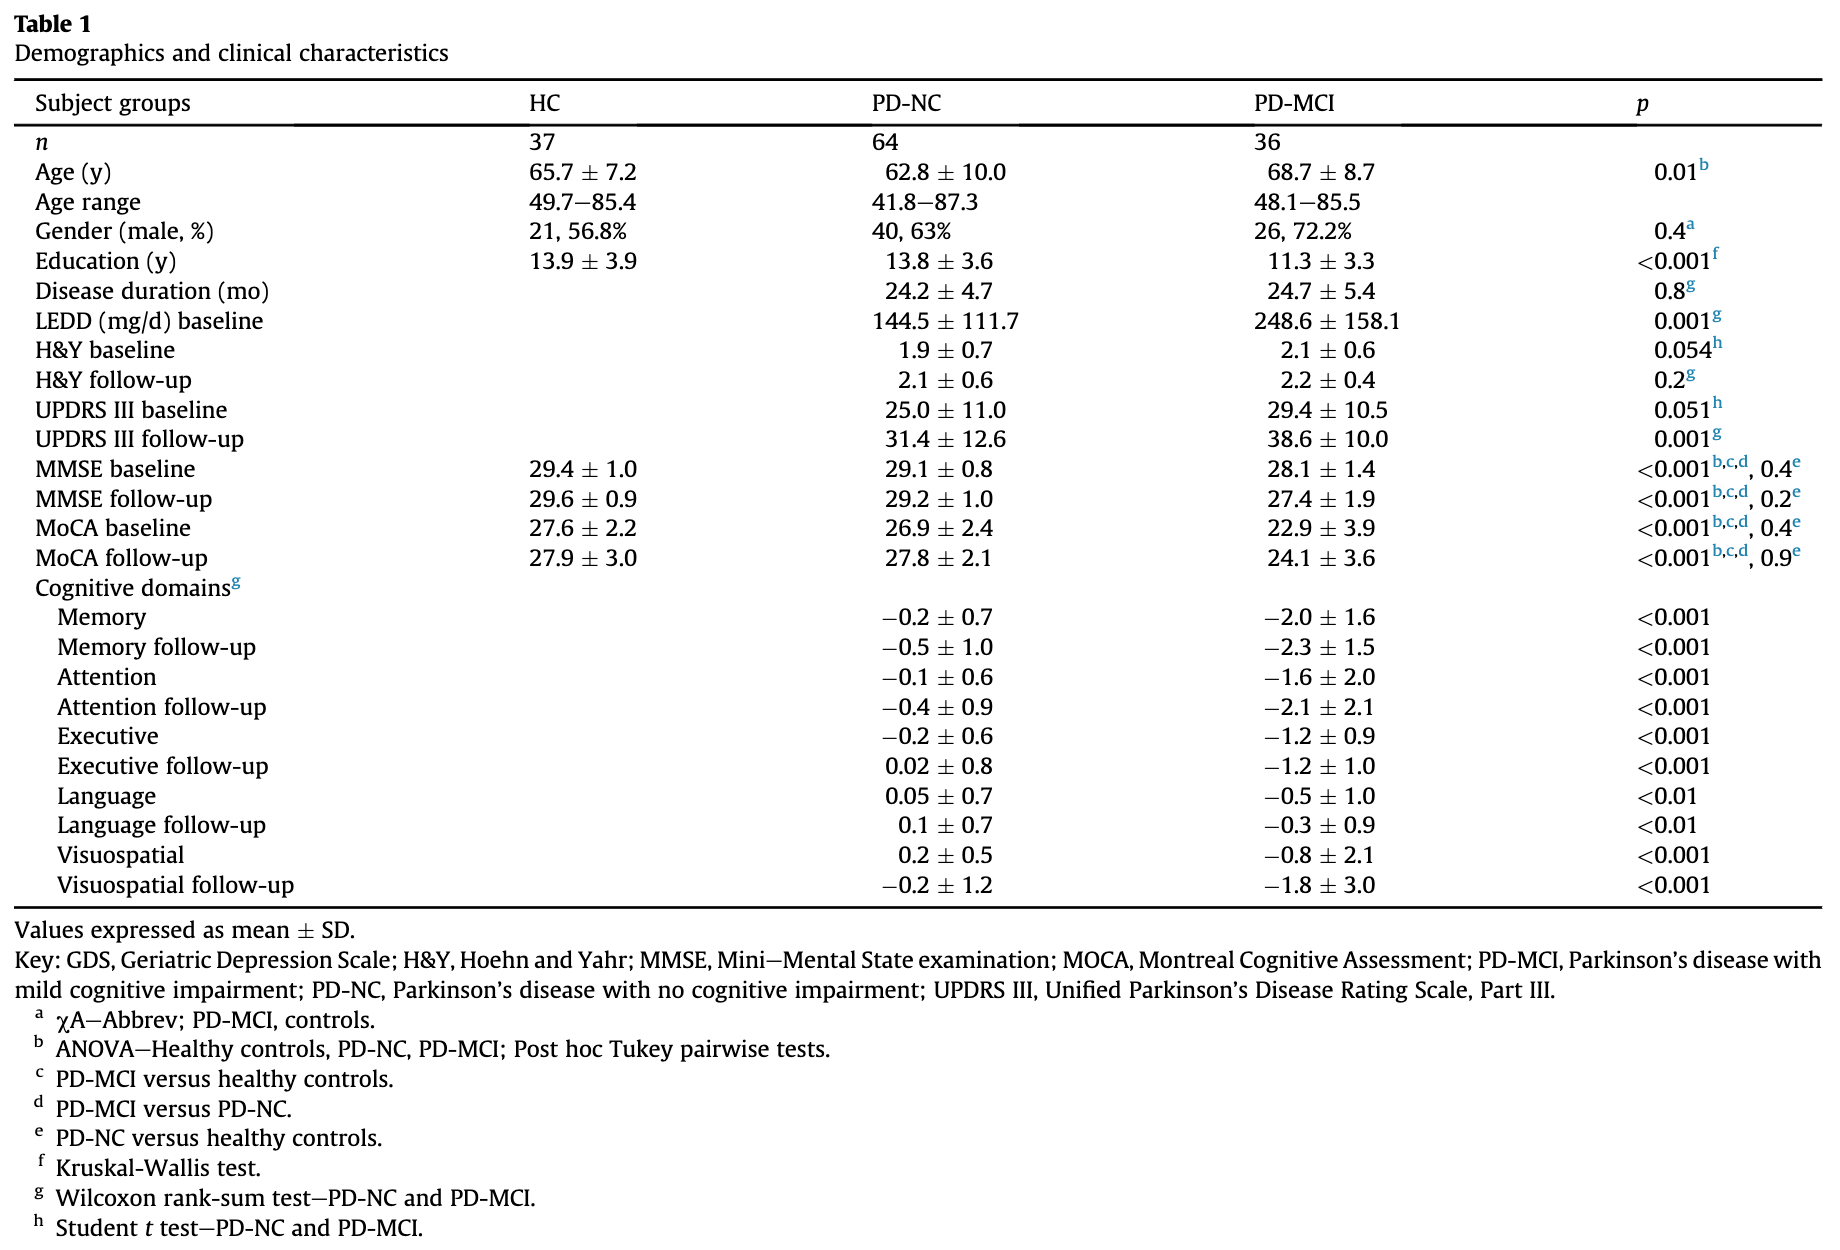 Table 1
Demographics and clinical characteristics
Subject groups HC PD-NC PD-MCI p
n 37 64 36
Age (y) 65.7 ± 7.2 62.8 ± 10.0 68.7 ± 8.7 0.01b
Age range 49.7–85.4 41.8–87.3 48.1–85.5
Gender (male, %) 21, 56.8% 40, 63% 26, 72.2% 0.4a
Education (y) 13.9 ± 3.9 13.8 ± 3.6 11.3 ± 3.3 <0.001f
Disease duration (mo) 24.2 ± 4.7 24.7 ± 5.4 0.8g
LEDD (mg/d) baseline 144.5 ± 111.7 248.6 ± 158.1 0.001g
H&Y baseline 1.9 ± 0.7 2.1 ± 0.6 0.054h
H&Y follow-up 2.1 ± 0.6 2.2 ± 0.4 0.2g
UPDRS III baseline 25.0 ± 11.0 29.4 ± 10.5 0.051h
UPDRS III follow-up 31.4 ± 12.6 38.6 ± 10.0 0.001g
MMSE baseline 29.4 ± 1.0 29.1 ± 0.8 28.1 ± 1.4 <0.001b,c,d, 0.4e
MMSE follow-up 29.6 ± 0.9 29.2 ± 1.0 27.4 ± 1.9 <0.001b,c,d, 0.2e
MoCA baseline 27.6 ± 2.2 26.9 ± 2.4 22.9 ± 3.9 <0.001b,c,d, 0.4e
MoCA follow-up 27.9 ± 3.0 27.8 ± 2.1 24.1 ± 3.6 <0.001b,c,d, 0.9e
Cognitive domainsg
Memory −0.2 ± 0.7 −2.0 ± 1.6 <0.001
Memory follow-up −0.5 ± 1.0 −2.3 ± 1.5 <0.001
Attention −0.1 ± 0.6 −1.6 ± 2.0 <0.001
Attention follow-up −0.4 ± 0.9 −2.1 ± 2.1 <0.001
Executive −0.2 ± 0.6 −1.2 ± 0.9 <0.001
Executive follow-up 0.02 ± 0.8 −1.2 ± 1.0 <0.001
Language 0.05 ± 0.7 −0.5 ± 1.0 <0.01
Language follow-up 0.1 ± 0.7 −0.3 ± 0.9 <0.01
Visuospatial 0.2 ± 0.5 −0.8 ± 2.1 <0.001
Visuospatial follow-up −0.2 ± 1.2 −1.8 ± 3.0 <0.001
Values expressed as mean ± SD.
Key: GDS, Geriatric Depression Scale; H&Y, Hoehn and Yahr; MMSE, Mini–Mental State examination; MOCA, Montreal Cognitive Assessment; PD-MCI, Parkinson's disease with
mild cognitive impairment; PD-NC, Parkinson's disease with no cognitive impairment; UPDRS III, Unified Parkinson's Disease Rating Scale, Part III.
a χA–Abbrev; PD-MCI, controls.
b ANOVA–Healthy controls, PD-NC, PD-MCI; Post hoc Tukey pairwise tests.
c PD-MCI versus healthy controls.
d PD-MCI versus PD-NC.
e PD-NC versus healthy controls.
f Kruskal-Wallis test.
g Wilcoxon rank-sum test–PD-NC and PD-MCI.
h Student t test–PD-NC and PD-MCI.